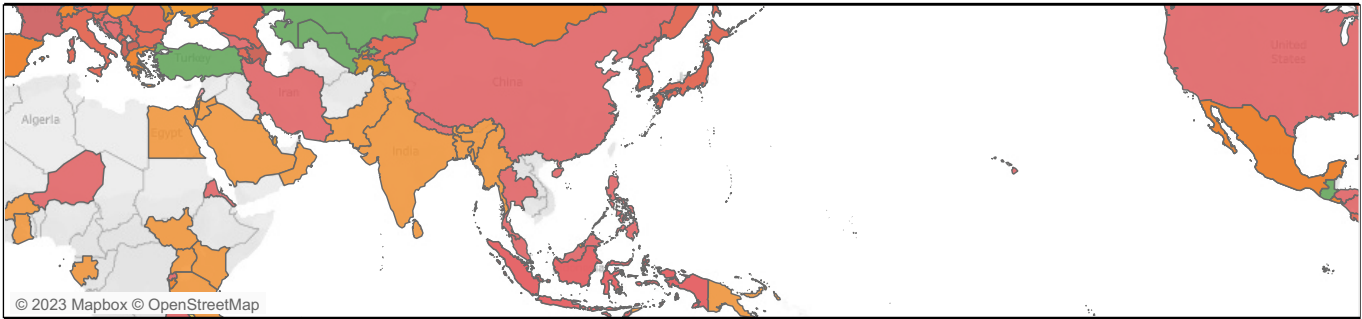 Turkey
United
States
China
Iran
Algeria
Egypt
India
© 2023 Mapbox © OpenStreetMap